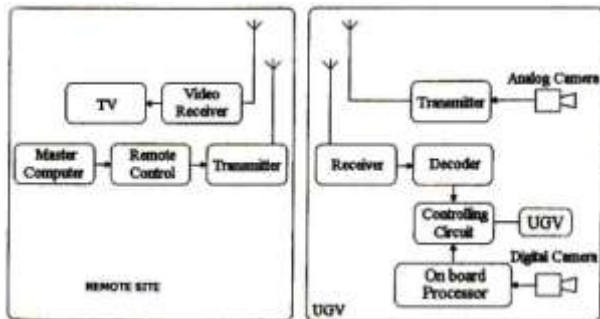 TV
Video
Receiver
Master
Computer
Remote
Control
Transmitter
REMOTE SITE
Transmitter
Analog Camera
Receiver
Decoder
Controlling
Circuit
UGV
Digital Camera
On board
Processor
UGV